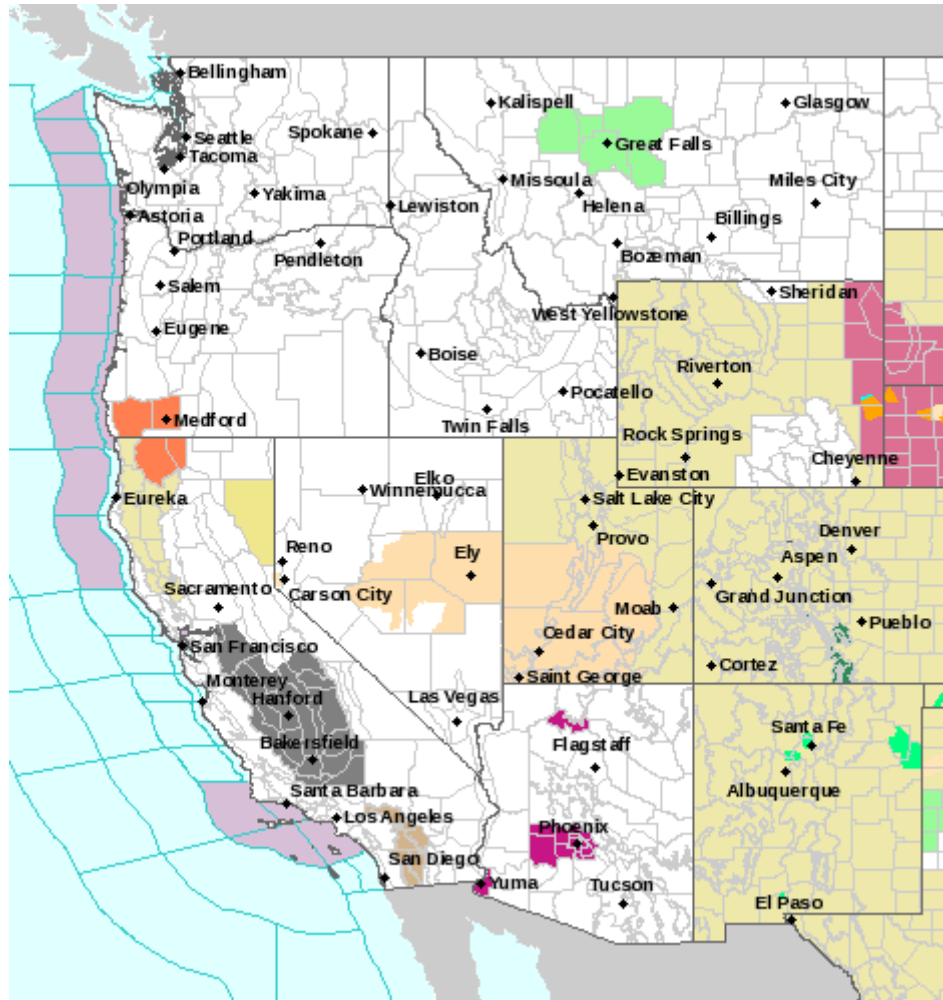 Bellingham
Kalispell
Glasgow
Spokane
Seattle
Great Falls
Tacoma
Olympia
Missoula
Miles City
Yakima
Helena
Lewiston
Astoria
Billings
Portland
Pendleton
Bozeman
Salem
Sheridan
West Yellowstone
Eugene
Boise
Riverton
Pocatello
Medford
Twin Falls
Rock Springs
Cheyenne
Evanston
Elko
Winnemucca
Eureka
Salt Lake City
Provo
Denver
Reno
Ely
Aspen
Sacramento
Carson City
Grand Junction
Moab
Pueblo
Cedar City
San Francisco
Cortez
Saint George
Monterey
Hanford
Las Vegas
Santa Fe
Bakersfield
Flagstaff
Albuquerque
Santa Barbara
Los Angeles
Phoenix
San Diego
Yuma
Tucson
El Paso